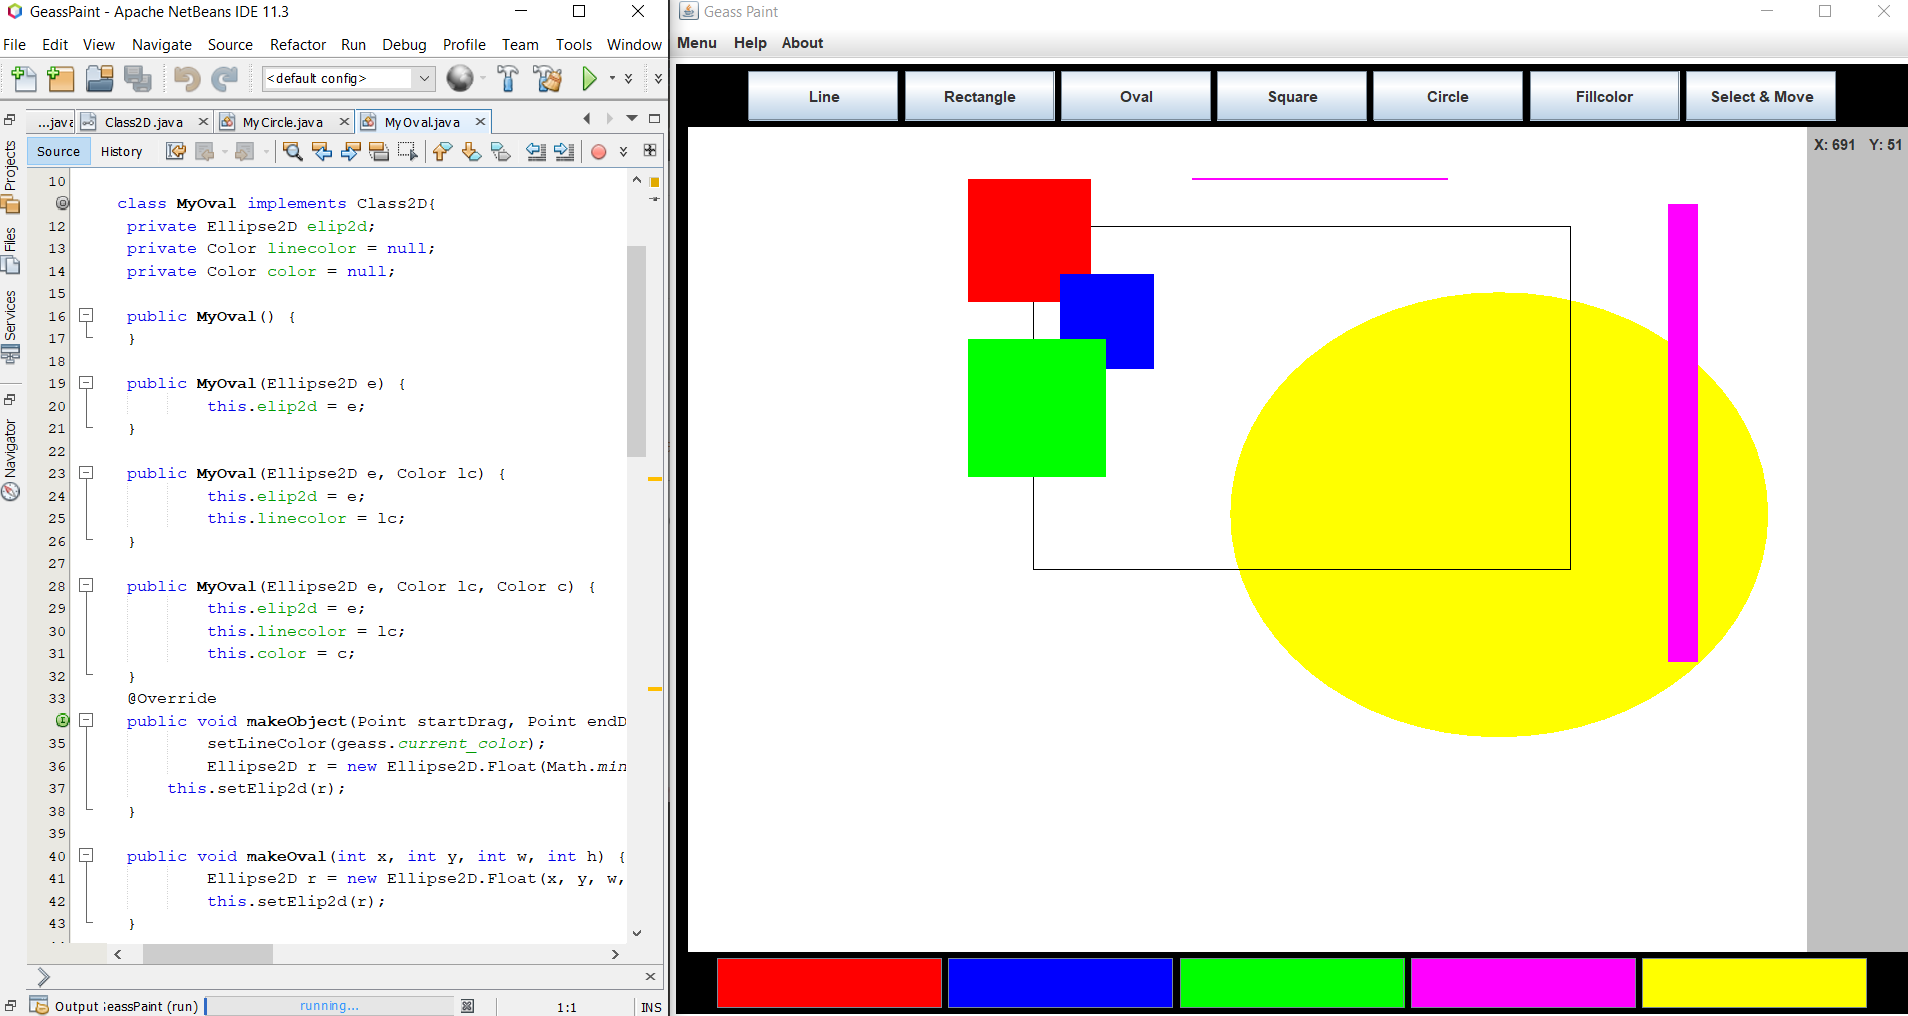 GeassPaint - Apache NetBeans IDE 11.3
File Edit View Navigate Source Refactor Run Debug Profile Team Tools Window
<default config>
...java Class2D.java MyCircle.java MyOval.java
Source History
Projects
Files
Services
Navigator
10
class MyOval implements Class2D{
12 private Ellipse2D elip2d;
13 private Color linecolor = null;
14 private Color color = null;
15
16 public MyOval() {
17 }
18
19 public MyOval(Ellipse2D e) {
20 this.elip2d = e;
21 }
22
23 public MyOval(Ellipse2D e, Color lc) {
24 this.elip2d = e;
25 this.linecolor = lc;
26 }
27
28 public MyOval(Ellipse2D e, Color lc, Color c) {
29 this.elip2d = e;
30 this.linecolor = lc;
31 this.color = c;
32 }
33 @Override
public void makeObject(Point startDrag, Point endD
35 setLineColor(geass.current_color);
36 Ellipse2D r = new Ellipse2D.Float(Math.min
37 this.setElip2d(r);
38 }
39
40 public void makeOval(int x, int y, int w, int h) {
41 Ellipse2D r = new Ellipse2D.Float(x, y, w,
42 this.setElip2d(r);
43 }
Output GeassPaint (run) running... 1:1 INS
Geass Paint
Menu Help About
Line Rectangle Oval Square Circle Fillcolor Select & Move
X: 691 Y: 51